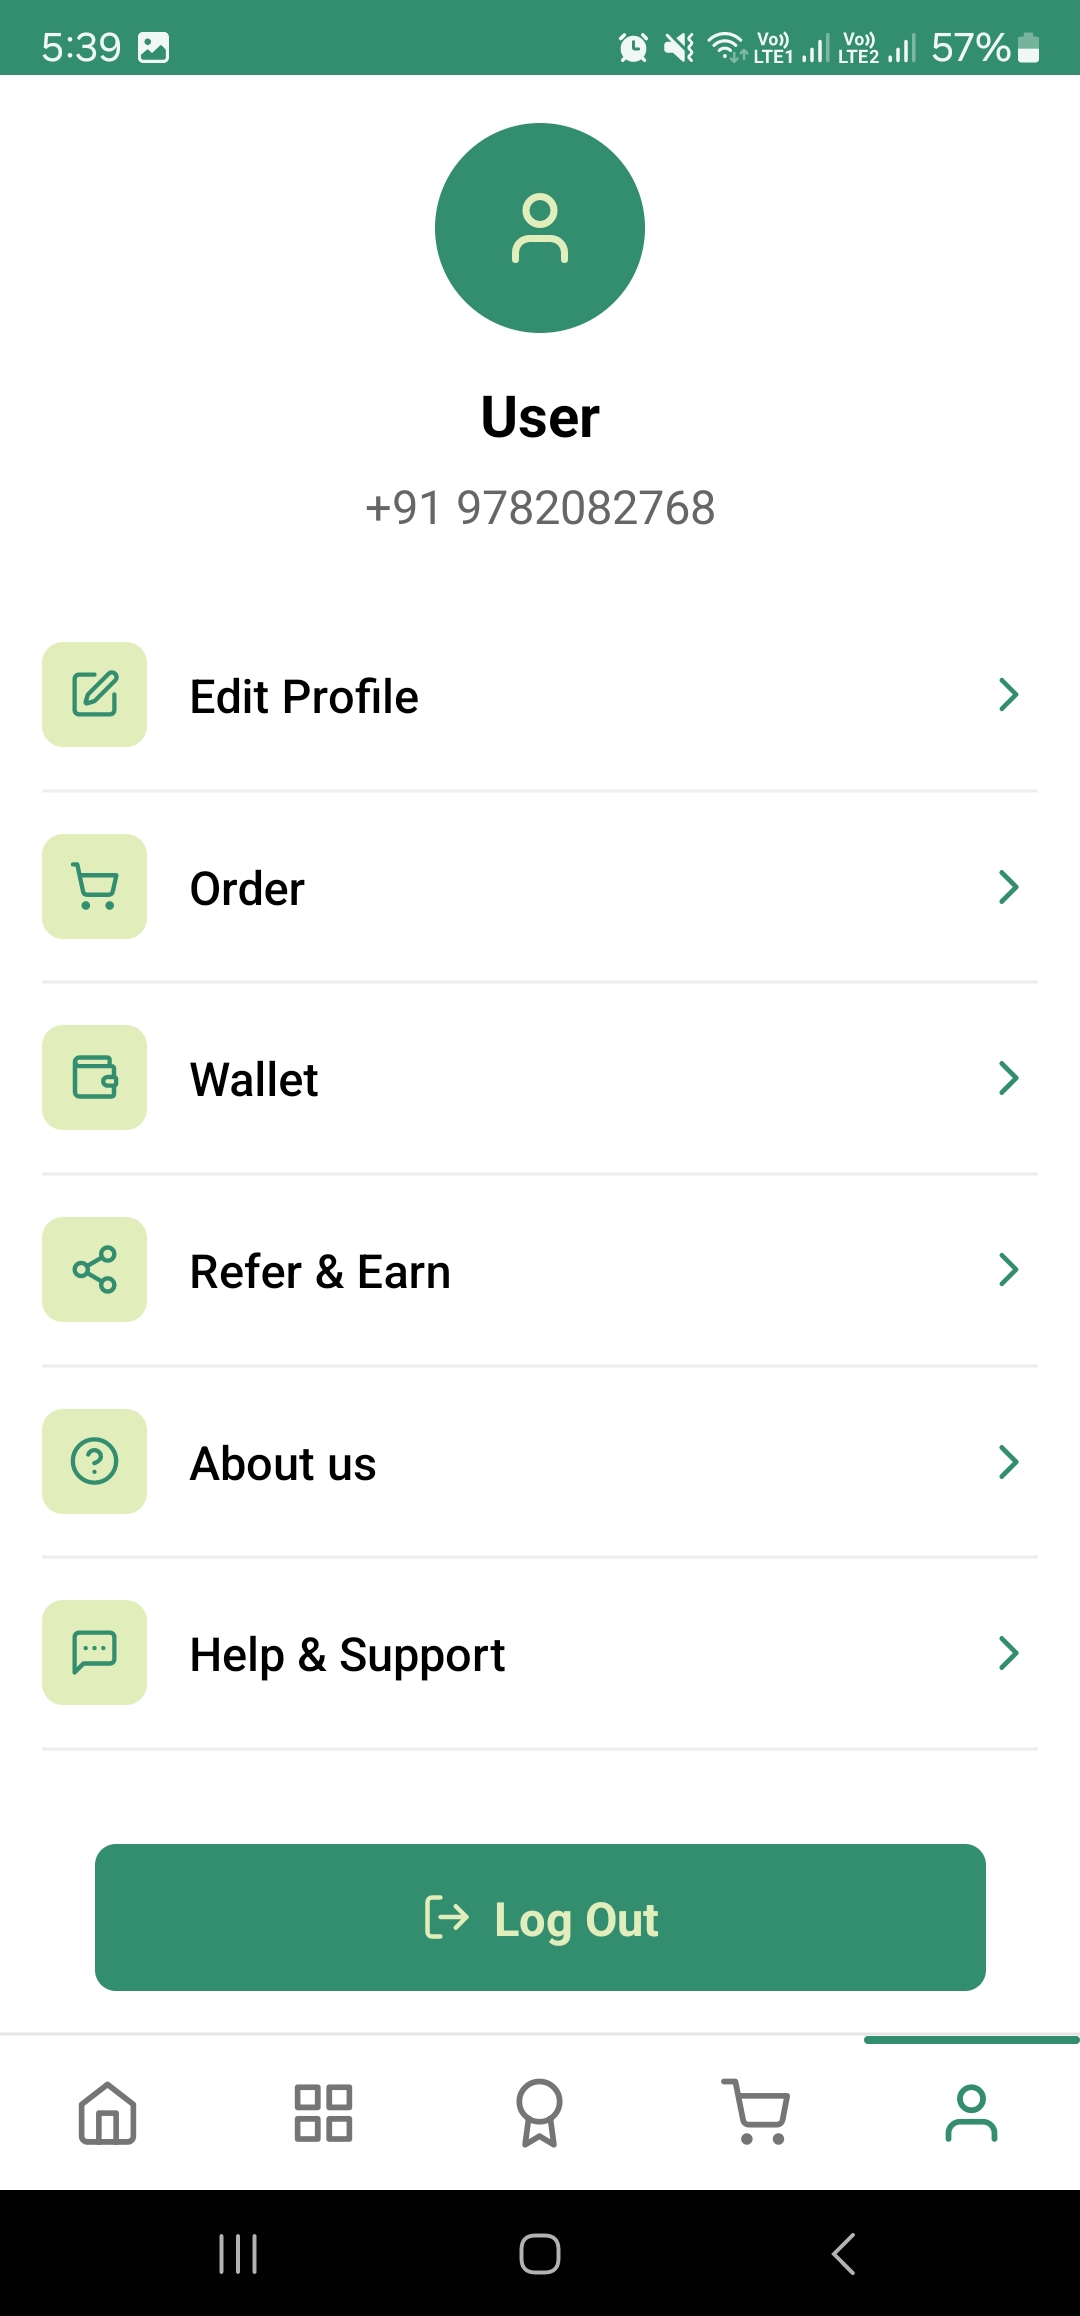 5:39 Vo)) LTE1 Vo)) LTE2 57%
User
+91 9782082768
Edit Profile
Order
Wallet
Refer & Earn
About us
Help & Support
Log Out